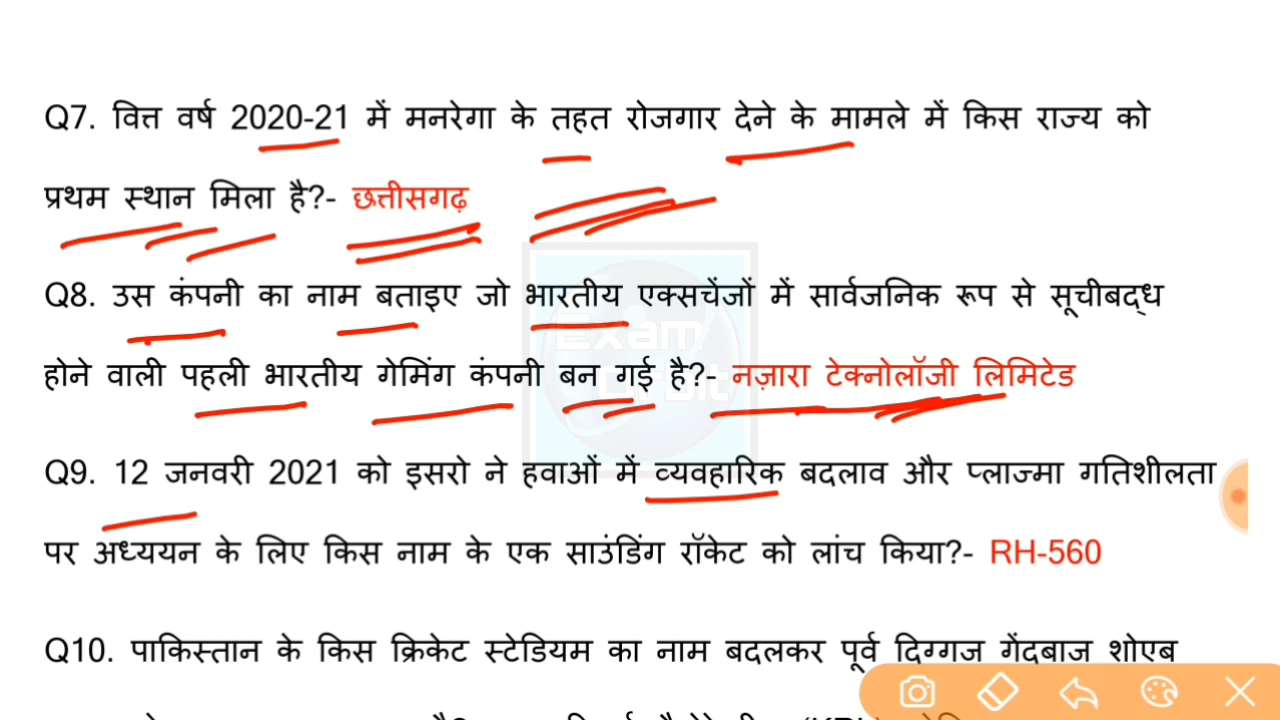 Q7. वित्त वर्ष 2020-21 में मनरेगा के तहत रोजगार देने के मामले में किस राज्य को
प्रथम स्थान मिला है?- छत्तीसगढ़
Q8. उस कंपनी का नाम बताइए जो भारतीय एक्सचेंजों में सार्वजनिक रूप से सूचीबद्ध
होने वाली पहली भारतीय गेमिंग कंपनी बन गई है?- नज़ारा टेक्नोलॉजी लिमिटेड
Exam
Orbit
Q9. 12 जनवरी 2021 को इसरो ने हवाओं में व्यवहारिक बदलाव और प्लाज्मा गतिशीलता
पर अध्ययन के लिए किस नाम के एक साउंडिंग रॉकेट को लांच किया?- RH-560
Q10. पाकिस्तान के किस क्रिकेट स्टेडियम का नाम बदलकर पूर्व दिग्गज गेंदबाज शोएब